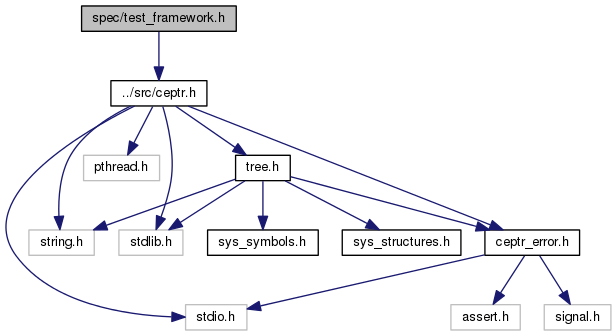 spec/test_framework.h
../src/ceptr.h
pthread.h
tree.h
string.h
stdlib.h
sys_symbols.h
sys_structures.h
ceptr_error.h
stdio.h
assert.h
signal.h